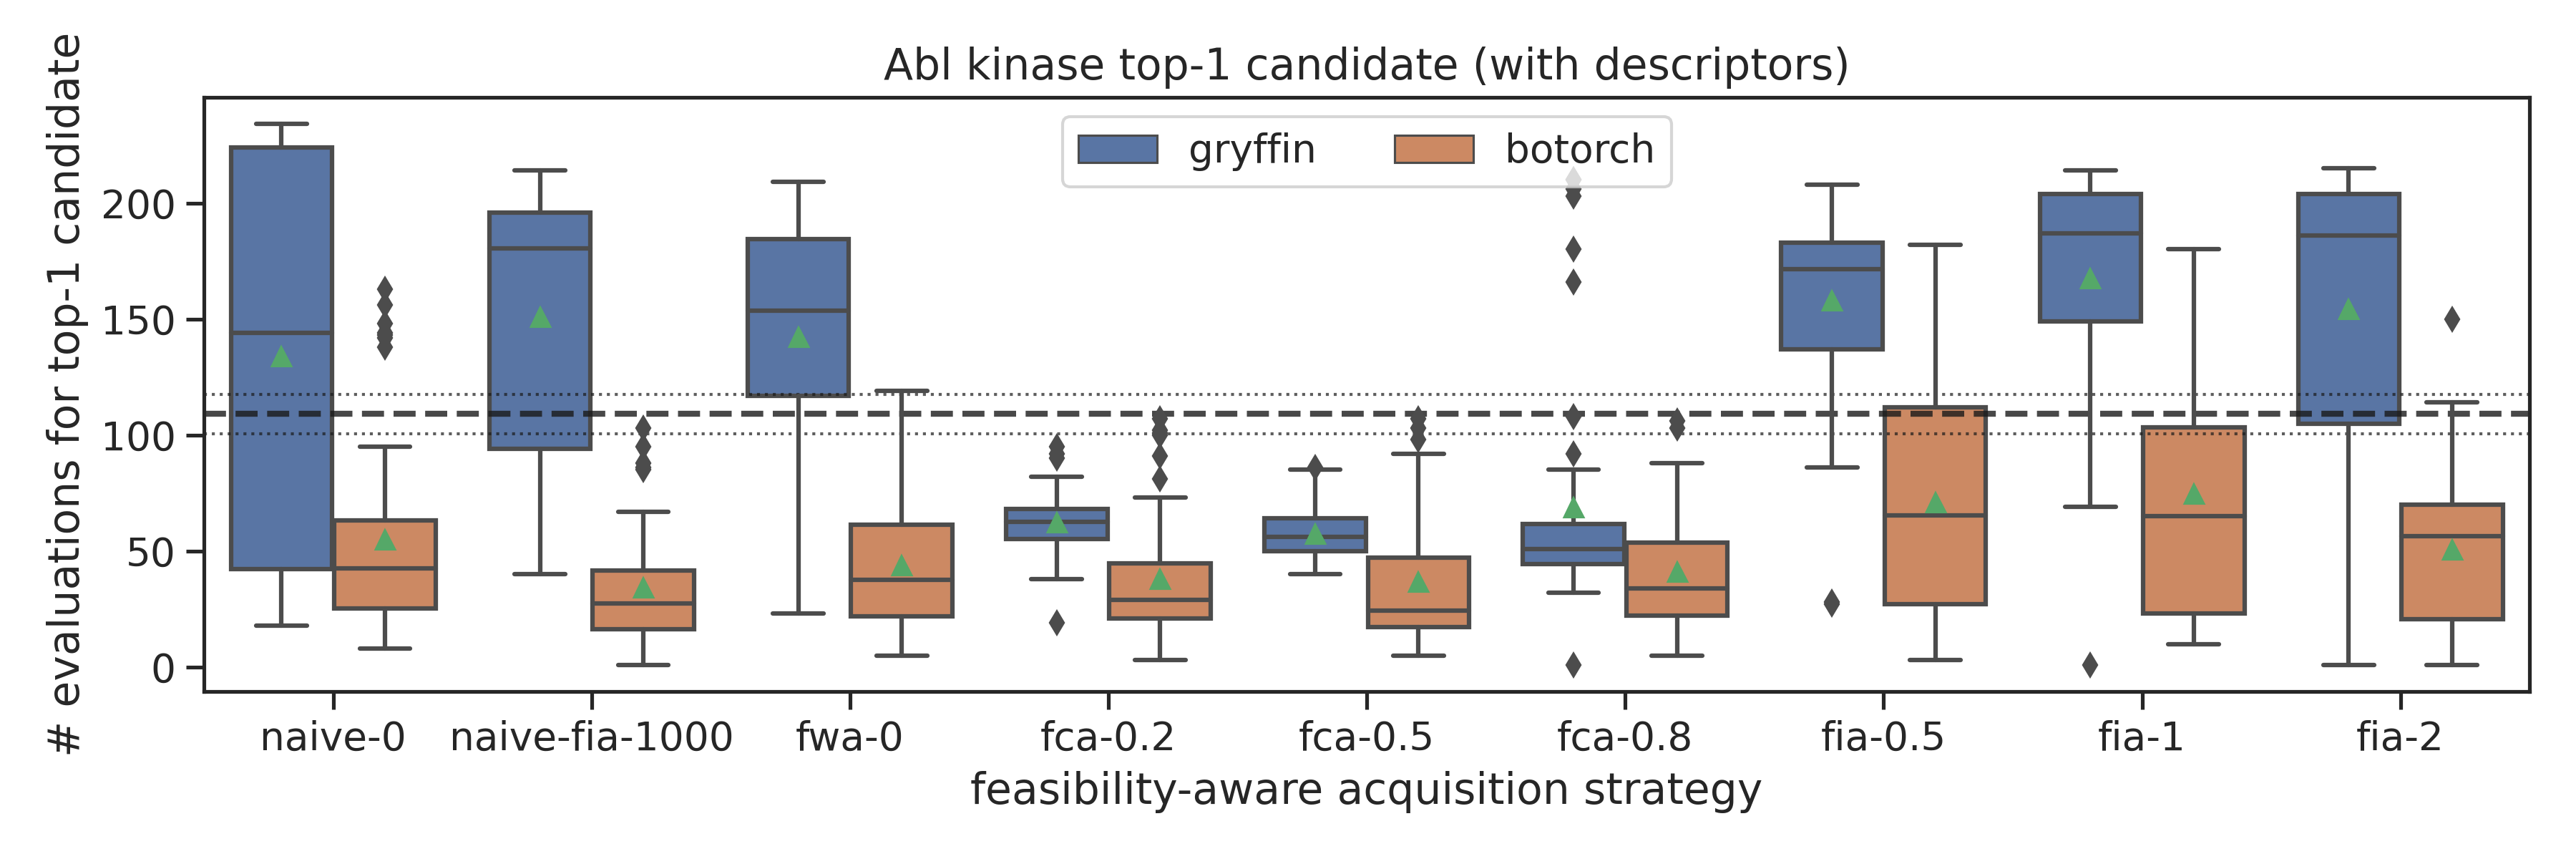 Abl kinase top-1 candidate (with descriptors)
gryffin
botorch
# evaluations for top-1 candidate
200
150
100
50
0
naive-0
naive-fia-1000
fwa-0
fca-0.2
fca-0.5
fca-0.8
fia-0.5
fia-1
fia-2
feasibility-aware acquisition strategy